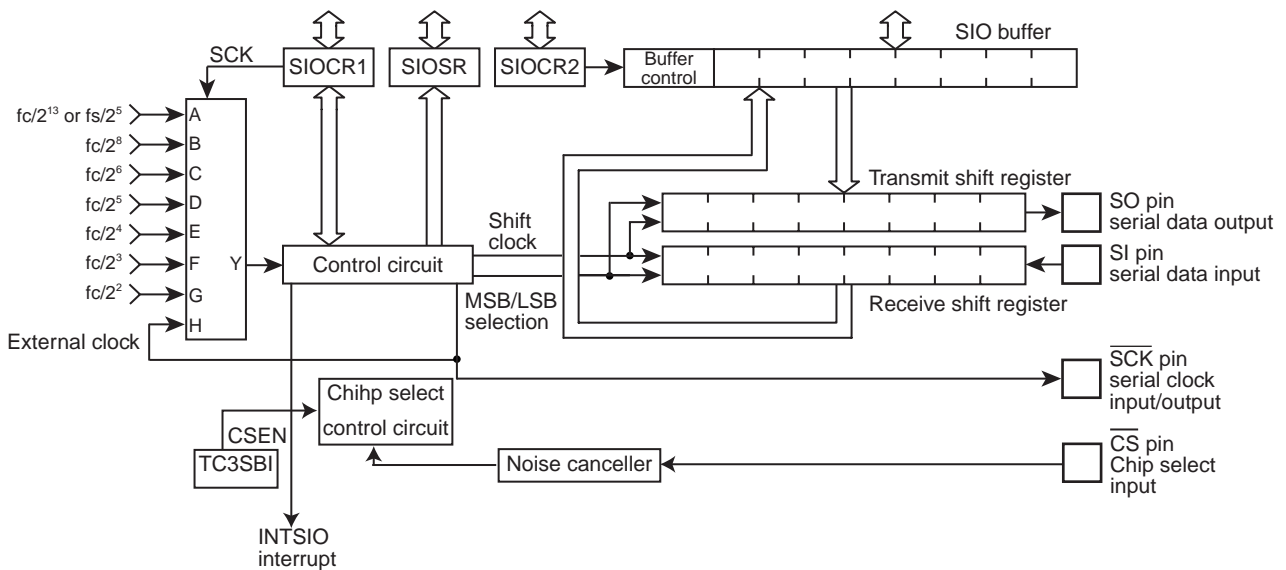 SIO buffer
SCK
SIOCR1
SIOSR
SIOCR2
Buffer
control
fc/2¹³ or fs/2⁵
A
fc/2⁸
B
fc/2⁶
C
fc/2⁵
D
fc/2⁴
E
fc/2³
F
Y
fc/2²
G
H
External clock
Control circuit
Shift
clock
MSB/LSB
selection
Transmit shift register
Receive shift register
SO pin
serial data output
SI pin
serial data input
SCK pin
serial clock
input/output
Chihp select
control circuit
CSEN
TC3SBI
Noise canceller
CS pin
Chip select
input
INTSIO
interrupt